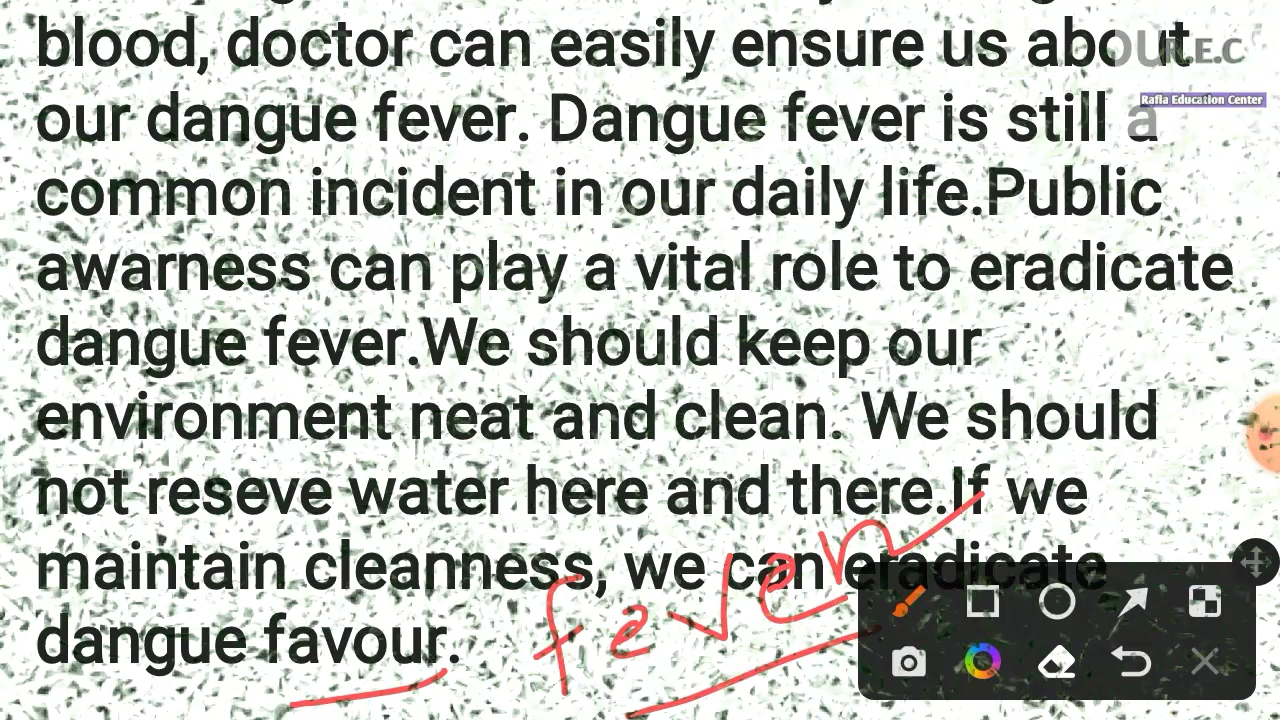 blood, doctor can easily ensure us about
R.E.C
our dangue fever. Dangue fever is still a
Rafia Education Center
common incident in our daily life.Public
awarness can play a vital role to eradicate
dangue fever.We should keep our
environment neat and clean. We should
not reseve water here and there.If we
maintain cleanness, we can eradicate
dangue favour.
fever